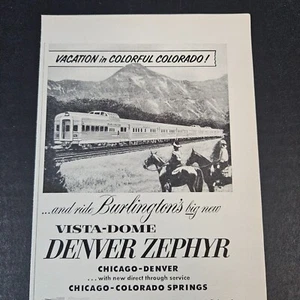 VACATION in COLORFUL COLORADO!
...and ride Burlington's big new
VISTA-DOME
DENVER ZEPHYR
CHICAGO-DENVER
...with new direct through service
CHICAGO-COLORADO SPRINGS